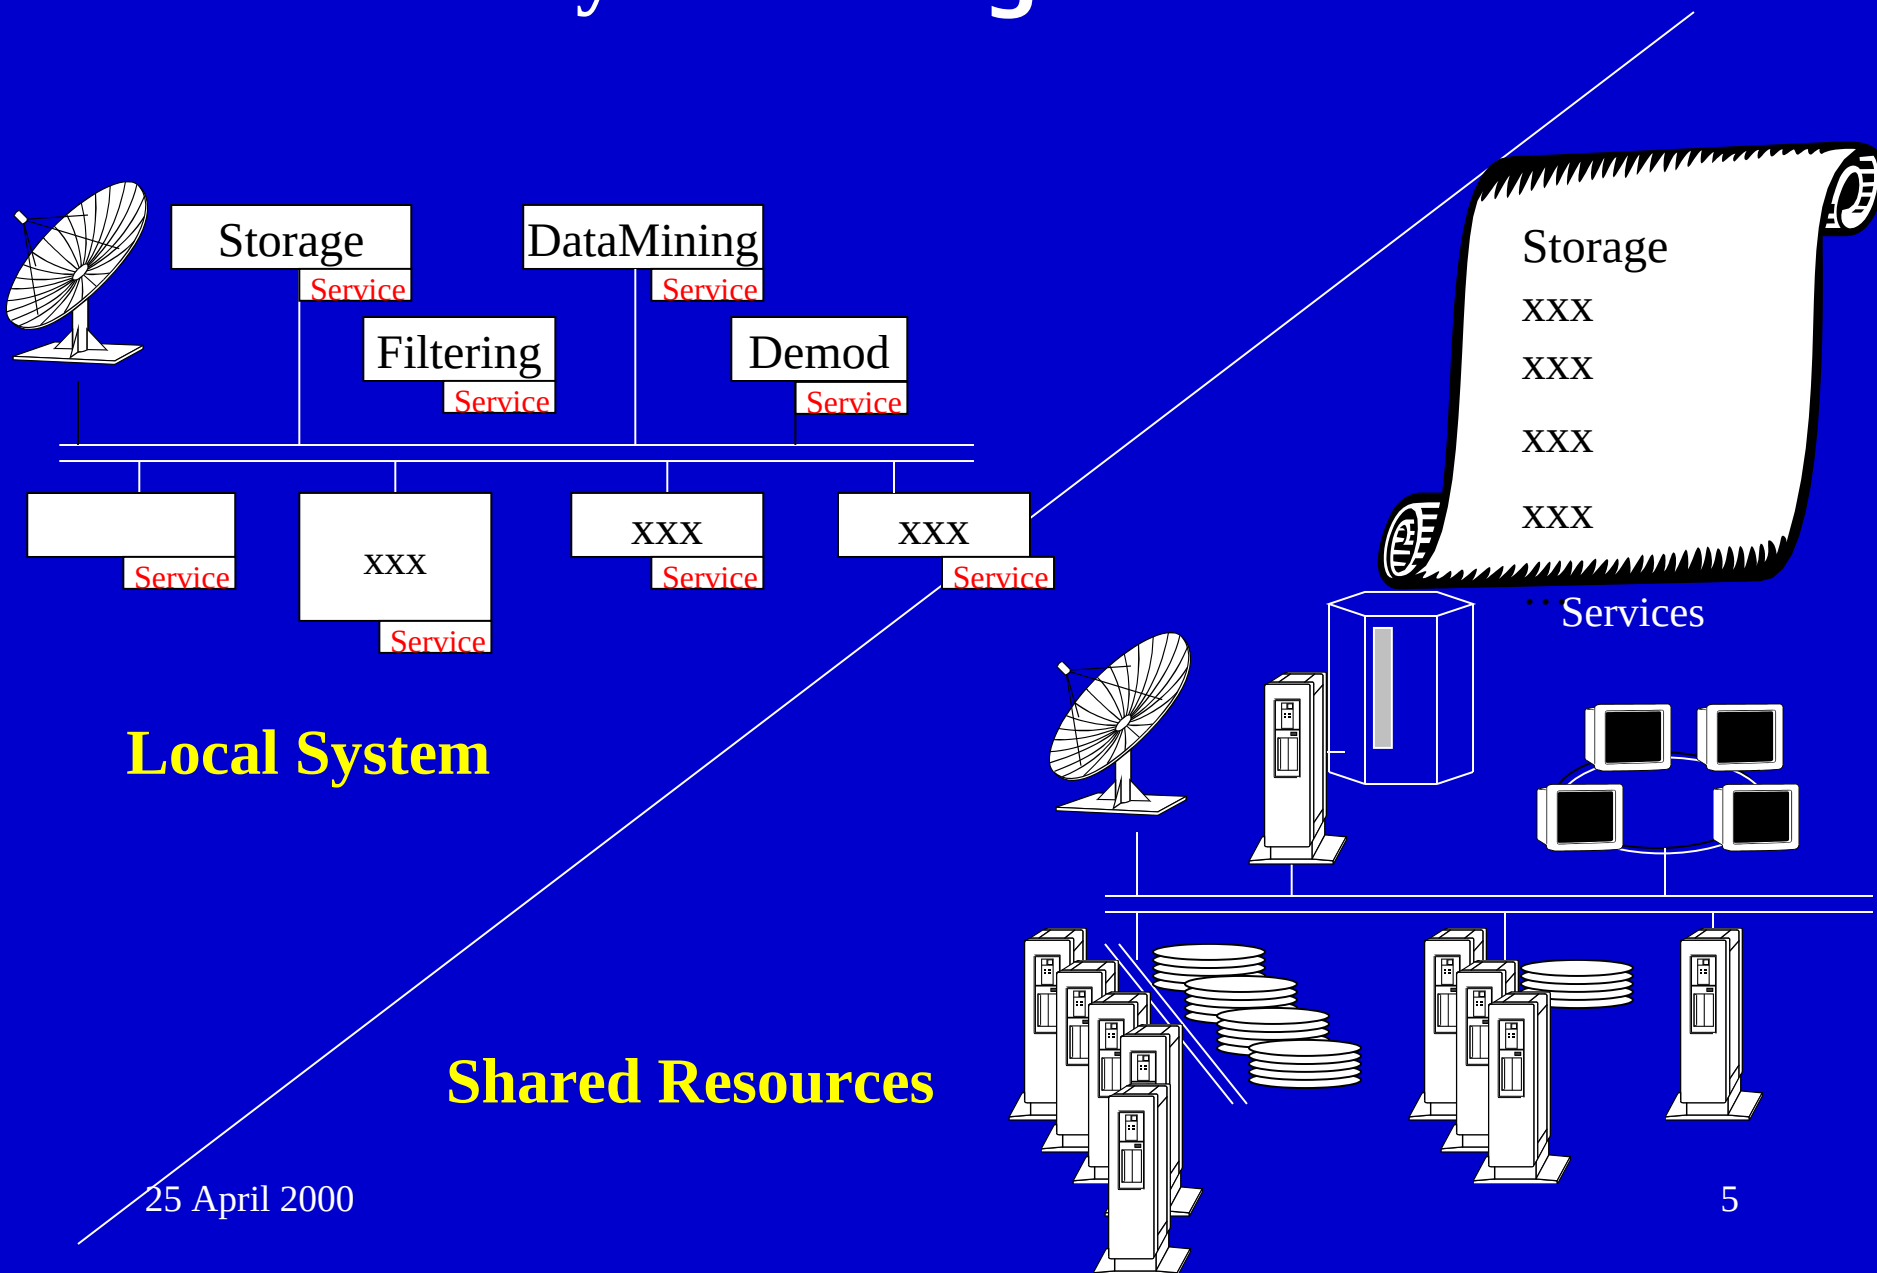 Storage
Service
DataMining
Service
Filtering
Service
Demod
Service
Service
xxx
Service
xxx
Service
xxx
Service
Storage
xxx
xxx
xxx
xxx
...
Services
Local System
Shared Resources
25 April 2000
5